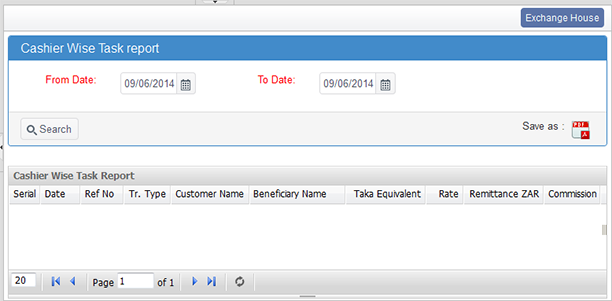 Exchange House
Cashier Wise Task report
From Date: 09/06/2014 To Date: 09/06/2014
Search Save as : PDF
Cashier Wise Task Report
Serial Date Ref No Tr. Type Customer Name Beneficiary Name Taka Equivalent Rate Remittance ZAR Commission
20 Page 1 of 1